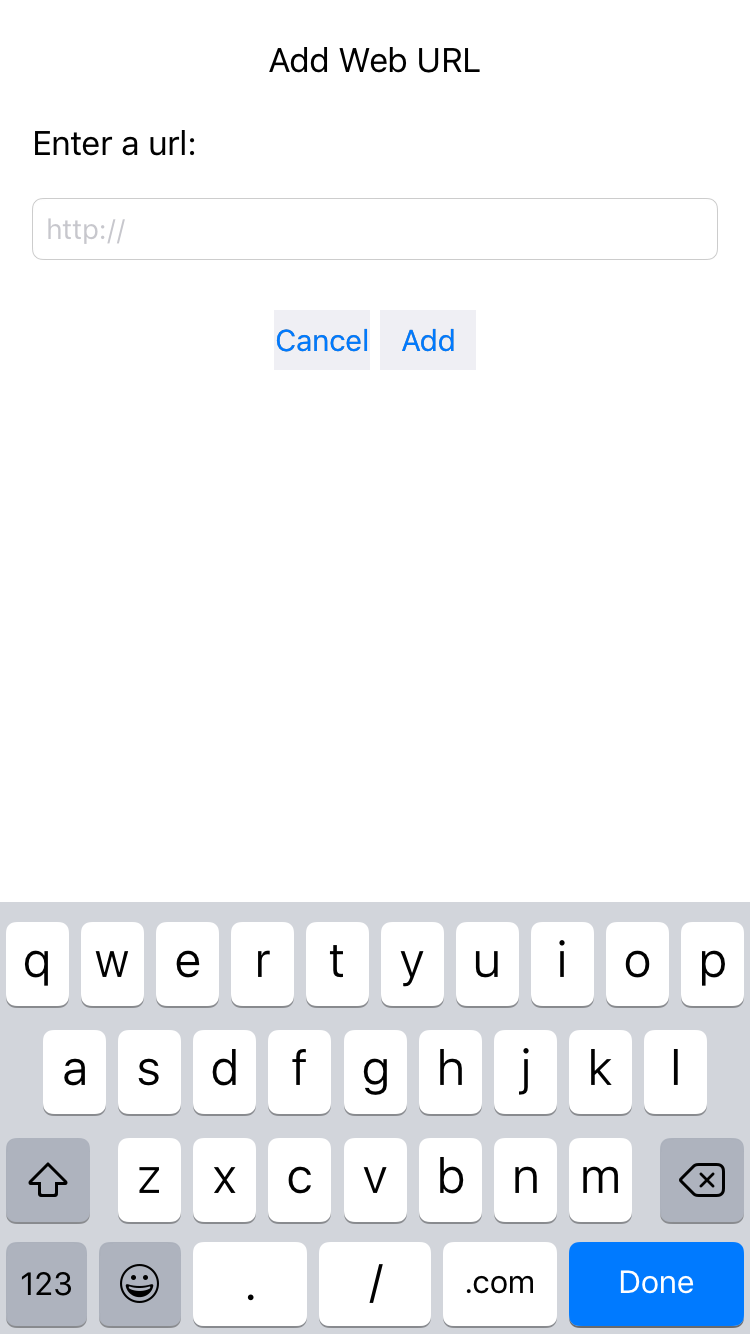 Add Web URL
Enter a url:
http://
Cancel Add
q w e r t y u i o p
a s d f g h j k l
z x c v b n m
123 . / .com Done